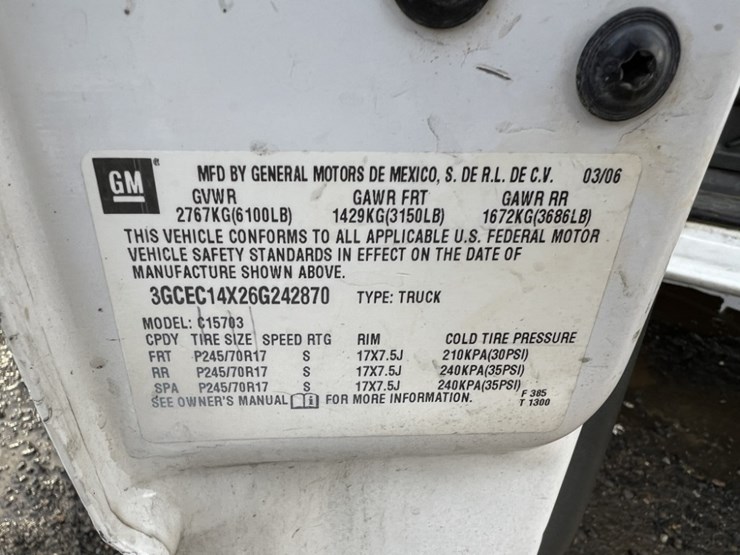 GM ®
MFD BY GENERAL MOTORS DE MEXICO, S. DE R.L. DE C.V. 03/06
GVWR GAWR FRT GAWR RR
2767KG(6100LB) 1429KG(3150LB) 1672KG(3686LB)
THIS VEHICLE CONFORMS TO ALL APPLICABLE U.S. FEDERAL MOTOR
VEHICLE SAFETY STANDARDS IN EFFECT ON THE DATE OF
MANUFACTURE SHOWN ABOVE.
3GCEC14X26G242870 TYPE: TRUCK
MODEL: C15703
CPDY TIRE SIZE SPEED RTG RIM COLD TIRE PRESSURE
FRT P245/70R17 S 17X7.5J 210KPA(30PSI)
RR P245/70R17 S 17X7.5J 240KPA(35PSI)
SPA P245/70R17 S 17X7.5J 240KPA(35PSI)
SEE OWNER'S MANUAL i FOR MORE INFORMATION. F 385
T 1300